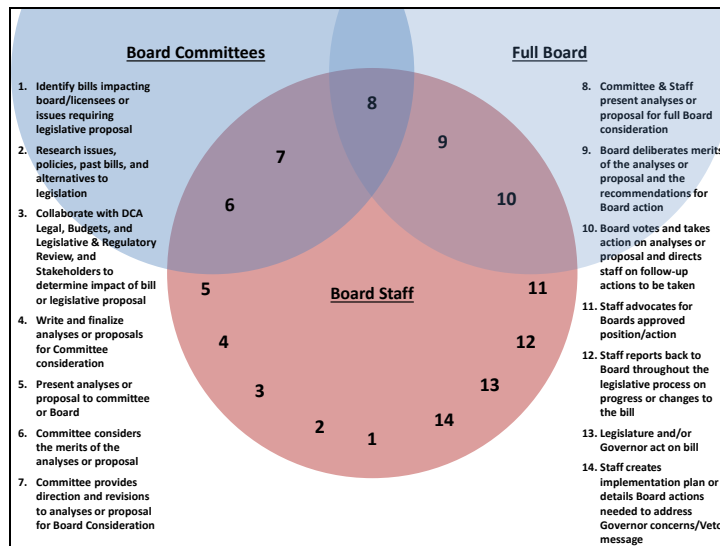 Board Committees
Full Board
1. Identify bills impacting
board/licensees or
issues requiring
legislative proposal
2. Research issues,
policies, past bills, and
alternatives to
legislation
3. Collaborate with DCA
Legal, Budgets, and
Legislative & Regulatory
Review, and
Stakeholders to
determine impact of bill
or legislative proposal
4. Write and finalize
analyses or proposals
for Committee
consideration
5. Present analyses or
proposal to committee
or Board
6. Committee considers
the merits of the
analyses or proposal
7. Committee provides
direction and revisions
to analyses or proposal
for Board Consideration
8
7
9
6
10
5
Board Staff
11
4
12
3
13
2
14
1
8. Committee & Staff
present analyses or
proposal for full Board
consideration
9. Board deliberates merits
of the analyses or
proposal and the
recommendations for
Board action
10. Board votes and takes
action on analyses or
proposal and directs
staff on follow-up
actions to be taken
11. Staff advocates for
Boards approved
position/action
12. Staff reports back to
Board throughout the
legislative process on
progress or changes to
the bill
13. Legislature and/or
Governor act on bill
14. Staff creates
implementation plan or
details Board actions
needed to address
Governor concerns/Veto
message